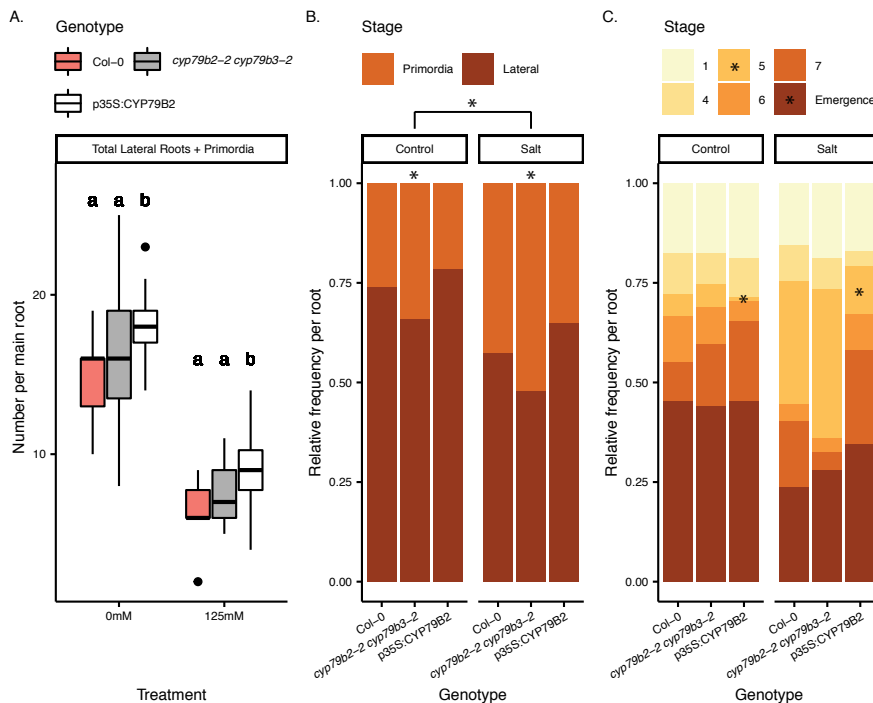 A.
Genotype
Col-0
cyp79b2-2 cyp79b3-2
p35S:CYP79B2
Total Lateral Roots + Primordia
a a b
a a b
20
10
Number per main root
0mM 125mM
Treatment
B.
Stage
Primordia Lateral
*
Control Salt
* *
1.00
0.75
0.50
0.25
0.00
Relative frequency per root
Col-0
cyp79b2-2 cyp79b3-2
p35S:CYP79B2
Col-0
cyp79b2-2 cyp79b3-2
p35S:CYP79B2
Genotype
C.
Stage
1 * 5 7
4 6 * Emergence
Control Salt
1.00
0.75
0.50
0.25
0.00
* *
Relative frequency per root
Col-0
cyp79b2-2 cyp79b3-2
p35S:CYP79B2
Col-0
cyp79b2-2 cyp79b3-2
p35S:CYP79B2
Genotype